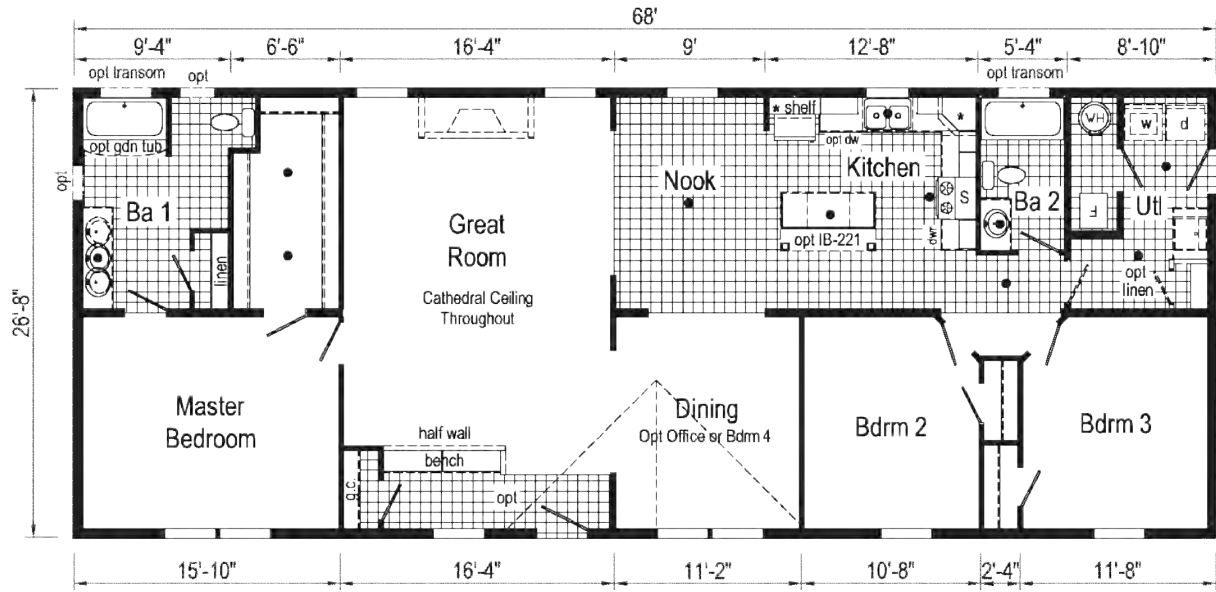 68'
9'-4" 6'-6" 16'-4" 9' 12'-8" 5'-4" 8'-10"
opt transom opt opt transom
* shelf
*
WH w d
opt gdn tub
opt dw
Kitchen
opt
Nook
S
Ba 1
Ba 2
F
Utl
Great
Room
opt IB-221
dwr
linen
opt
linen
Cathedral Ceiling
Throughout
26'-8"
Master
Bedroom
Dining
Opt Office or Bdrm 4
Bdrm 2
Bdrm 3
half wall
bench
g.c.
opt
15'-10" 16'-4" 11'-2" 10'-8" 2'-4" 11'-8"